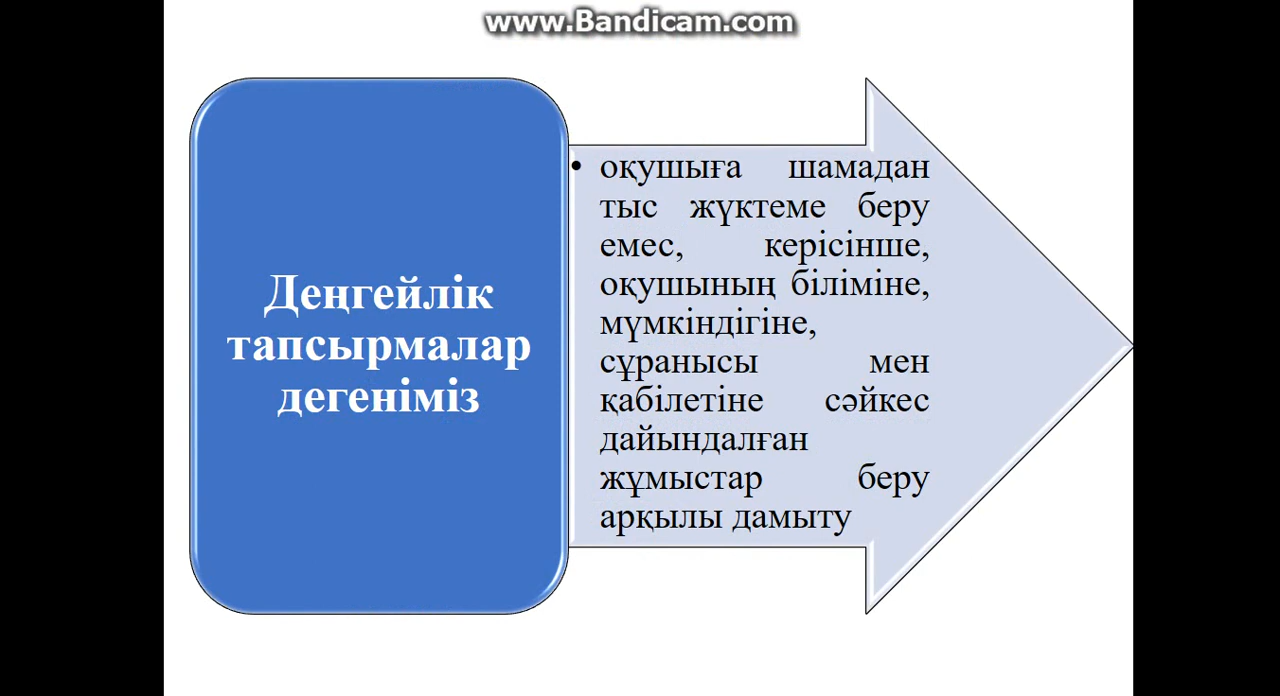 www.Bandicam.com
Деңгейлік
тапсырмалар
дегеніміз
• оқушыға шамадан
тыс жүктеме беру
емес, керісінше,
оқушының біліміне,
мүмкіндігіне,
сұранысы мен
қабілетіне сәйкес
дайындалған
жұмыстар беру
арқылы дамыту